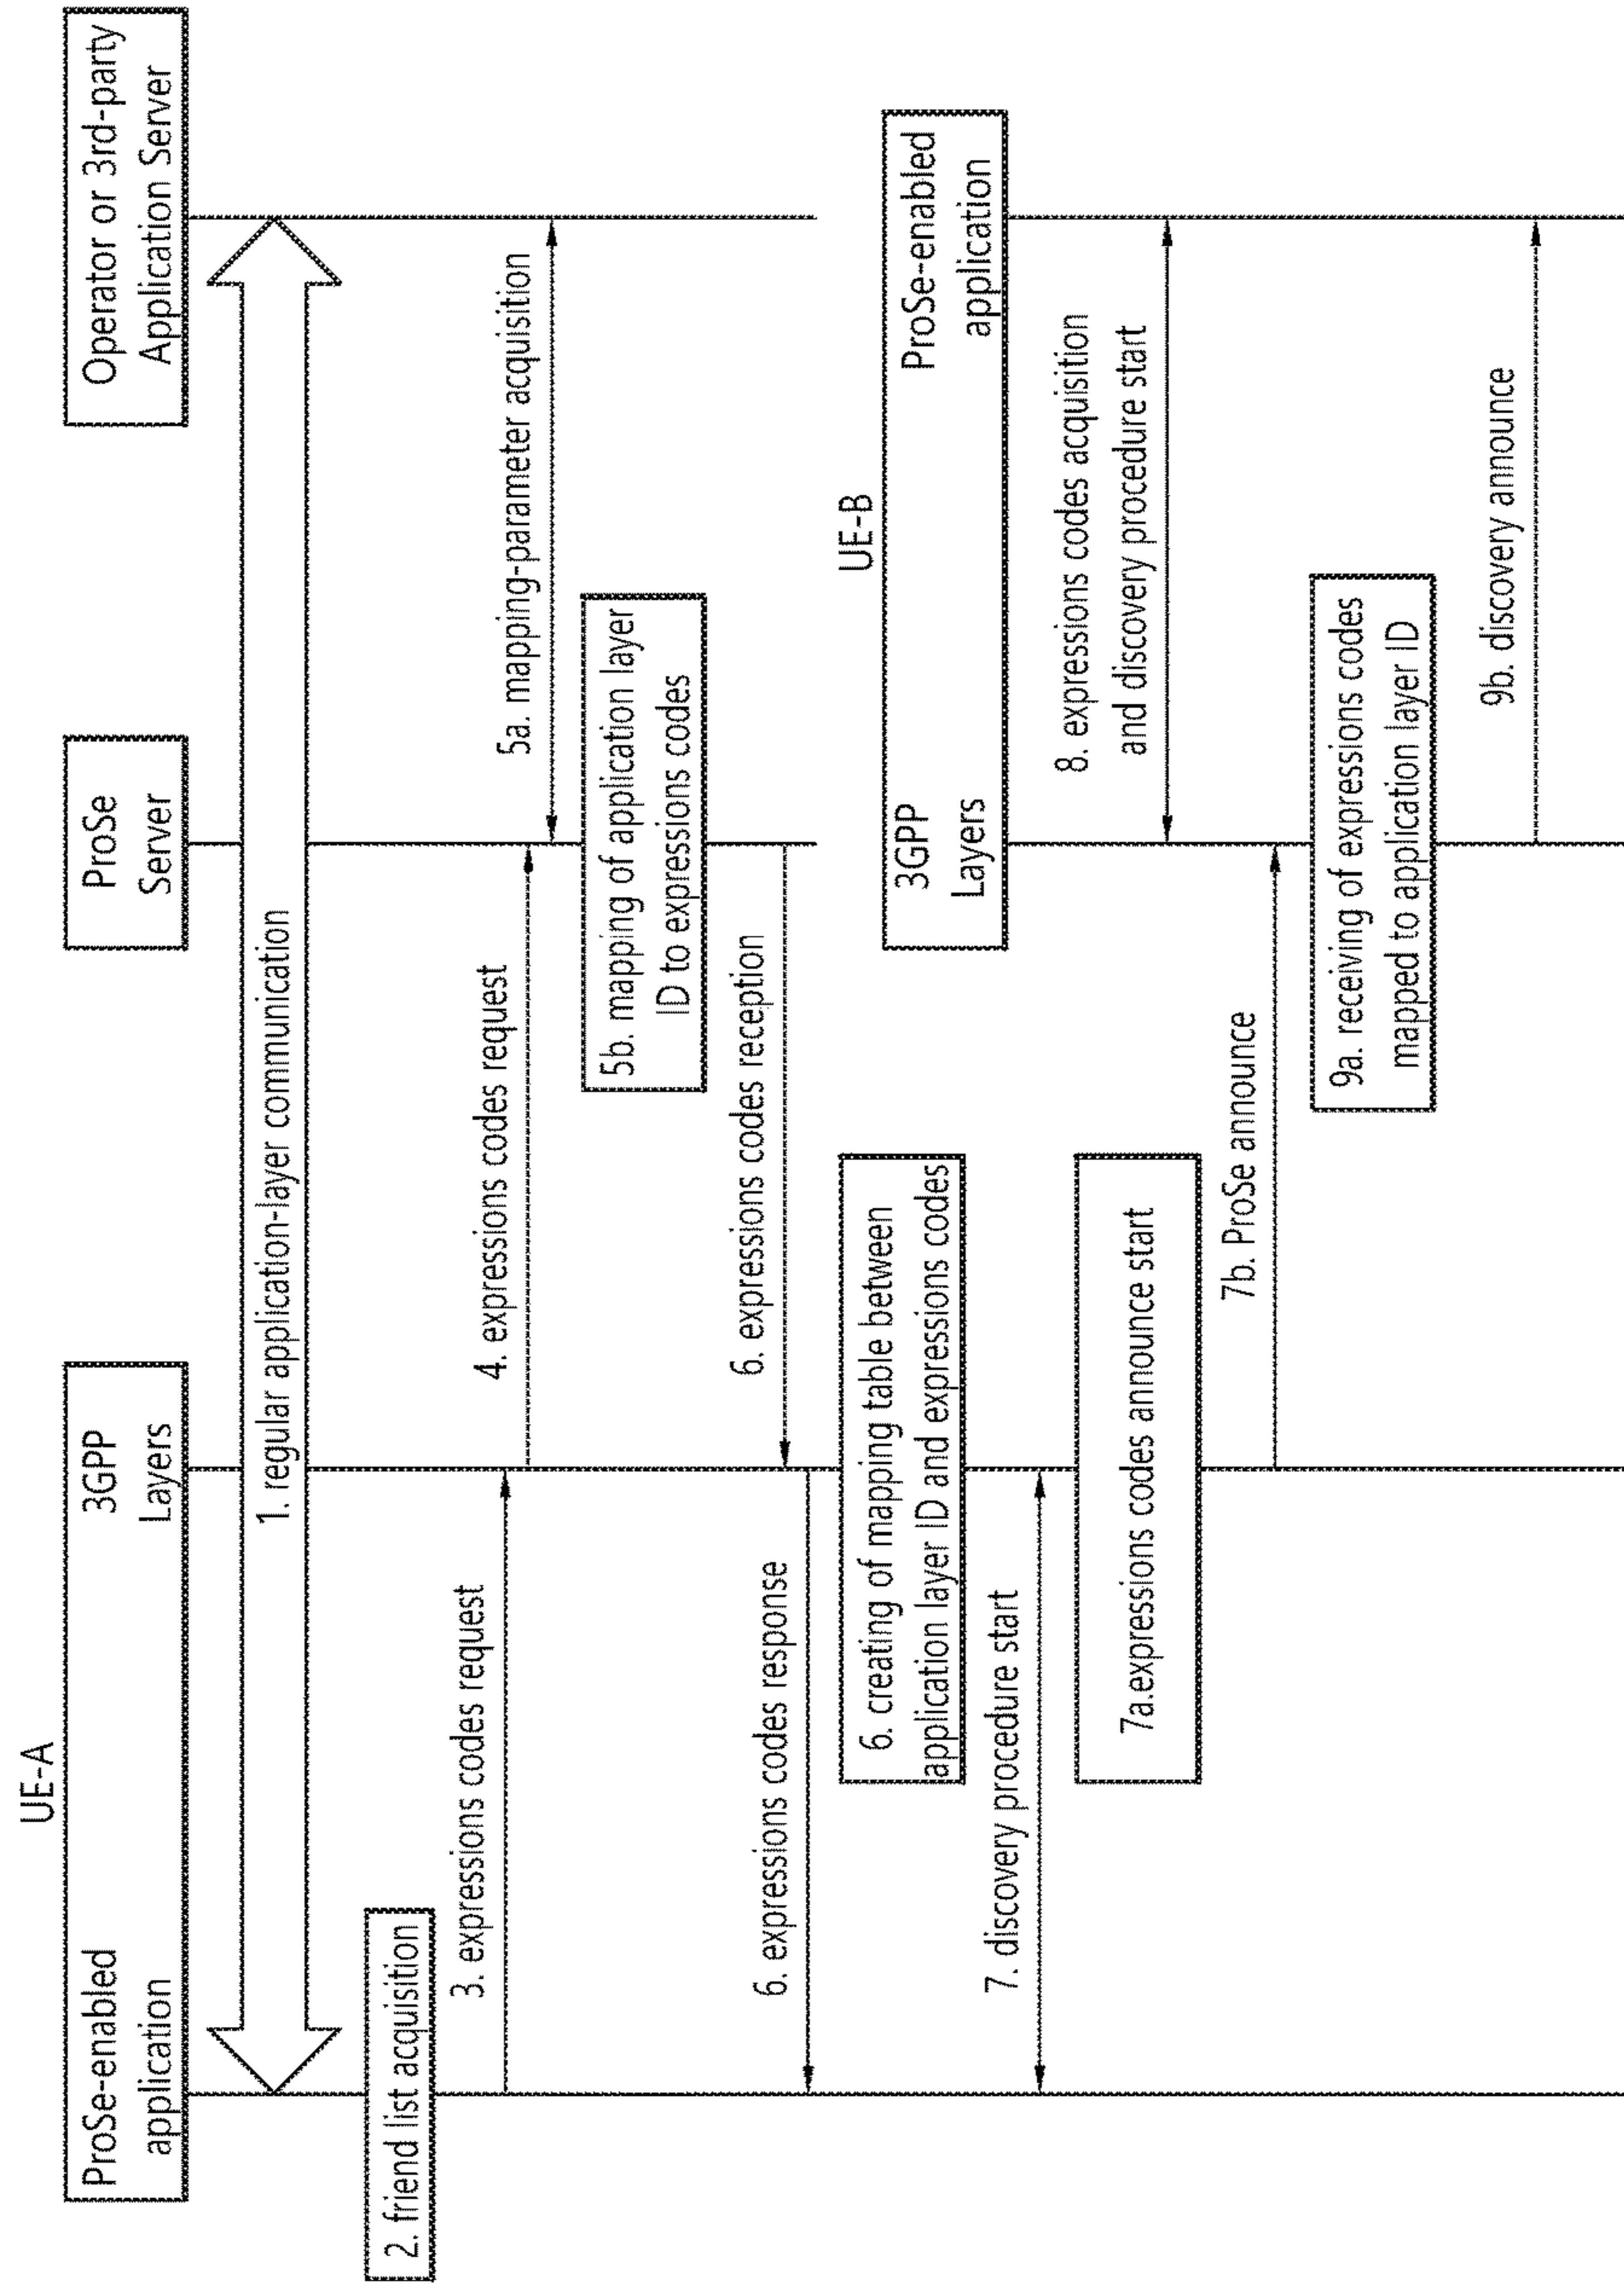 UE-A
ProSe-enabled
application
3GPP
Layers
ProSe
Server
Operator or 3rd-party
Application Server
1. regular application-layer communication
2. friend list acquisition
3. expressions codes request
4. expressions codes request
5a. mapping-parameter acquisition
5b. mapping of application layer
ID to expressions codes
6. expressions codes reception
6. expressions codes response
6. creating of mapping table between
application layer ID and expressions codes
UE-B
3GPP
Layers
ProSe-enabled
application
7. discovery procedure start
8. expressions codes acquisition
and discovery procedure start
7a.expressions codes announce start
7b. ProSe announce
9a. receiving of expressions codes
mapped to application layer ID
9b. discovery announce